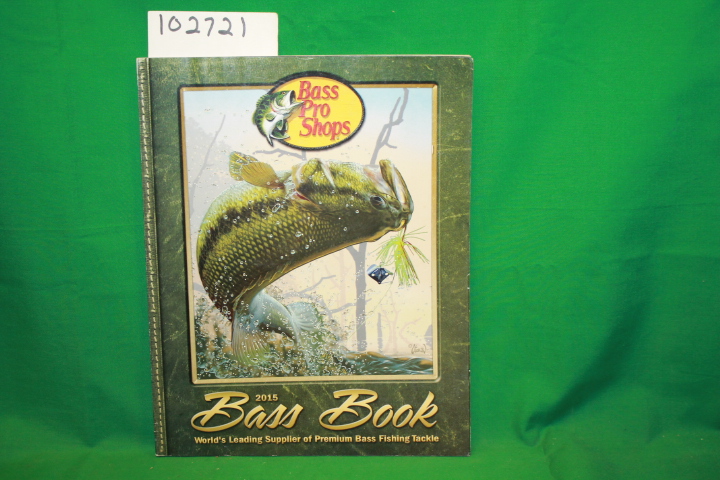 102721
Bass
Pro
Shops
2015
Bass Book
World's Leading Supplier of Premium Bass Fishing Tackle